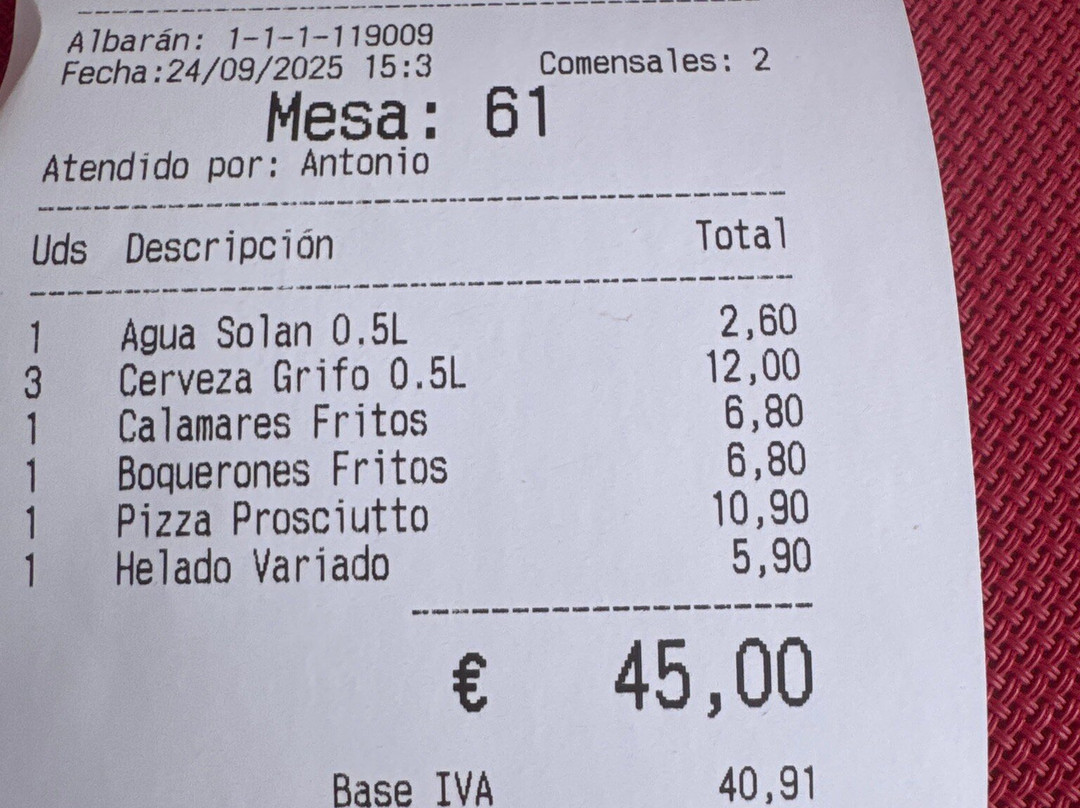 Albarán: 1-1-1-119009
Fecha:24/09/2025 15:3
Comensales: 2
Mesa: 61
Atendido por: Antonio
Uds Descripción Total
1 Agua Solan 0.5L 2,60
3 Cerveza Grifo 0.5L 12,00
1 Calamares Fritos 6,80
1 Boquerones Fritos 6,80
1 Pizza Prosciutto 10,90
1 Helado Variado 5,90
€ 45,00
Base IVA 40,91